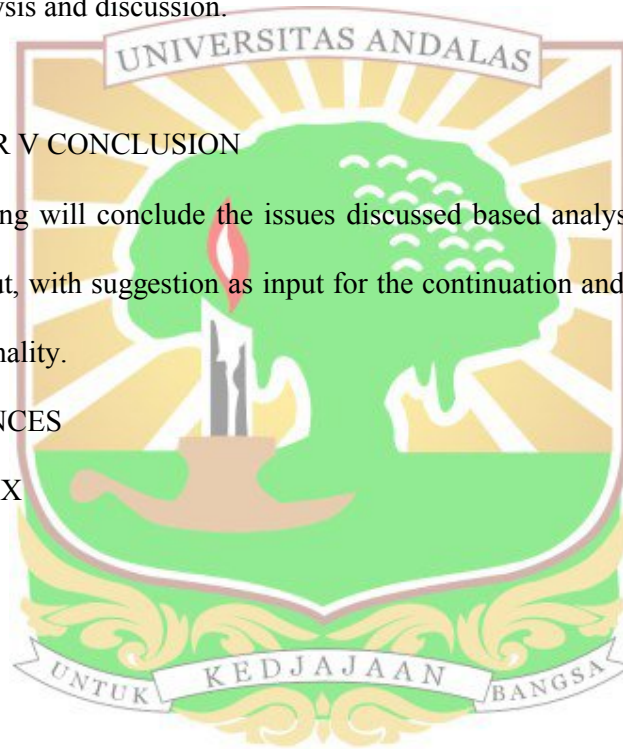 ysis and discussion.
UNIVERSITAS ANDALAS
R V CONCLUSION
ng will conclude the issues discussed based analys
ut, with suggestion as input for the continuation and
nality.
NCES
X
UNTUK KEDJAJAAN BANGSA